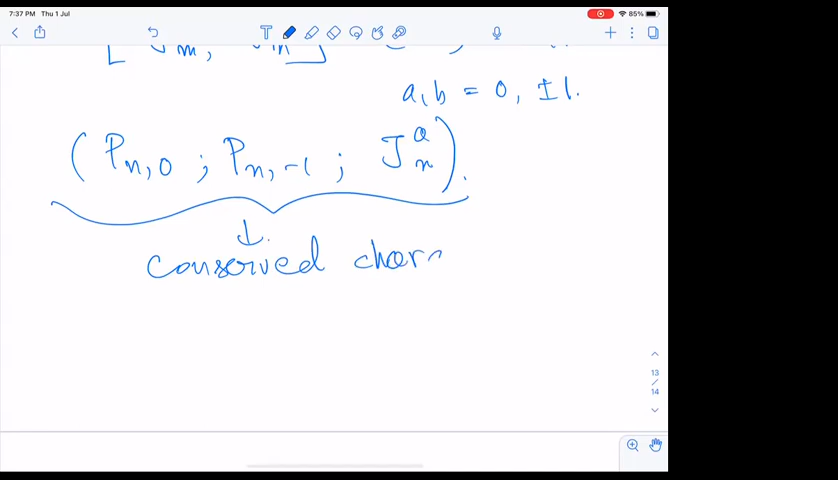 7:37 PM Thu 1 Jul
85%
a, b = 0, ±1.
(P_{n,0} ; P_{n,-1} ; J^a_n).
↓
conserved char
13
14